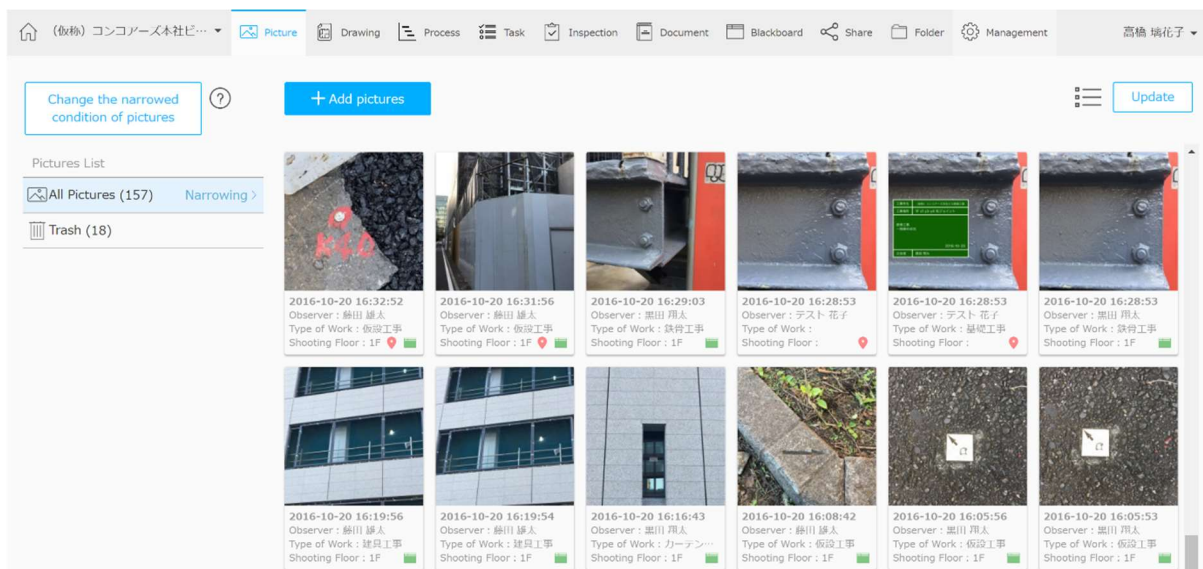 (仮称) コンコアーズ本社ビ… ▼
Picture
Drawing
Process
Task
Inspection
Document
Blackboard
Share
Folder
Management
高橋 璃花子 ▼
Change the narrowed
condition of pictures
?
+ Add pictures
Update
Pictures List
All Pictures (157) Narrowing >
Trash (18)
K40
2016-10-20 16:32:52
Observer : 藤田 雄太
Type of Work : 仮設工事
Shooting Floor : 1F
2016-10-20 16:31:56
Observer : 藤田 雄太
Type of Work : 仮設工事
Shooting Floor : 1F
2016-10-20 16:29:03
Observer : 黒田 翔太
Type of Work : 鉄骨工事
Shooting Floor : 1F
2016-10-20 16:28:53
Observer : テスト 花子
Type of Work :
Shooting Floor :
2016-10-20 16:28:53
Observer : テスト 花子
Type of Work : 基礎工事
Shooting Floor :
2016-10-20 16:28:53
Observer : 黒田 翔太
Type of Work : 鉄骨工事
Shooting Floor : 1F
2016-10-20 16:19:56
Observer : 藤田 雄太
Type of Work : 建具工事
Shooting Floor : 1F
2016-10-20 16:19:54
Observer : 藤田 雄太
Type of Work : 建具工事
Shooting Floor : 1F
2016-10-20 16:16:43
Observer : 黒田 翔太
Type of Work : カーテン…
Shooting Floor : 1F
2016-10-20 16:08:42
Observer : 藤田 雄太
Type of Work : 仮設工事
Shooting Floor : 1F
2016-10-20 16:05:56
Observer : 黒田 翔太
Type of Work : 仮設工事
Shooting Floor : 1F
2016-10-20 16:05:53
Observer : 黒田 翔太
Type of Work : 仮設工事
Shooting Floor : 1F